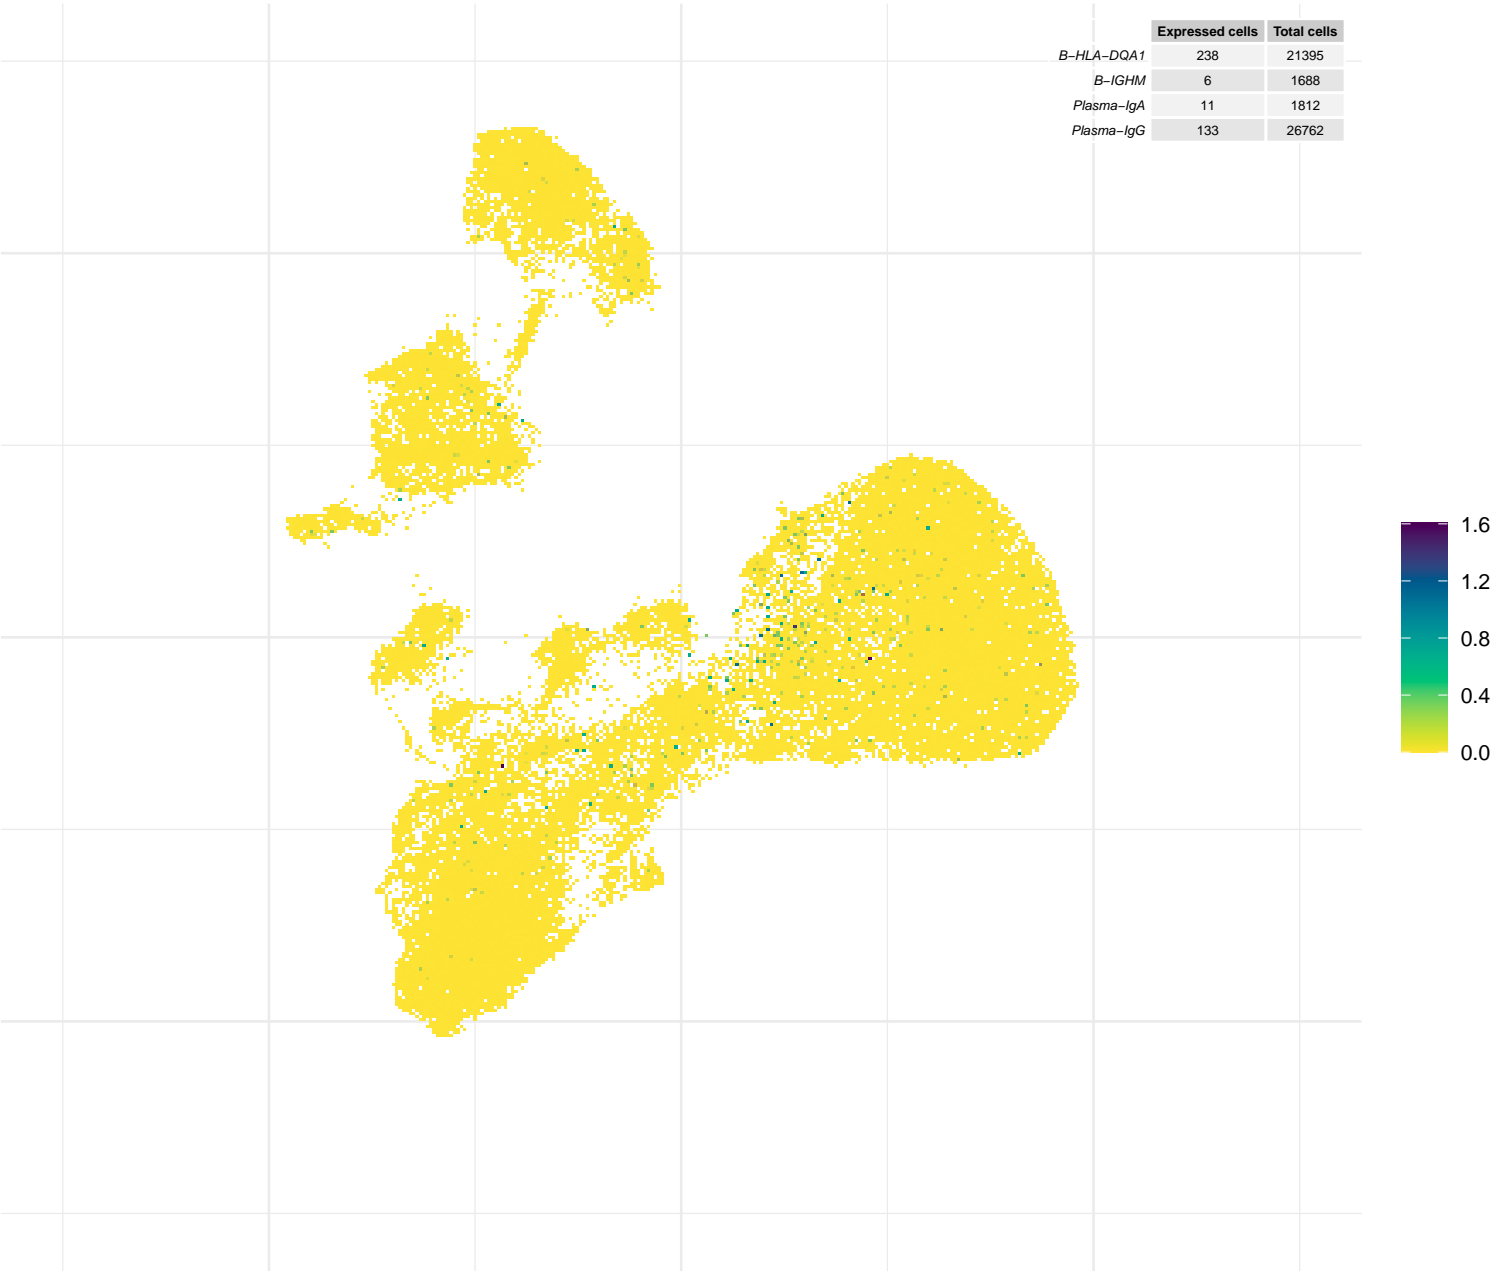 Expressed cells Total cells
B−HLA−DQA1 238 21395
B−IGHM 6 1688
Plasma−IgA 11 1812
Plasma−IgG 133 26762
1.6
1.2
0.8
0.4
0.0